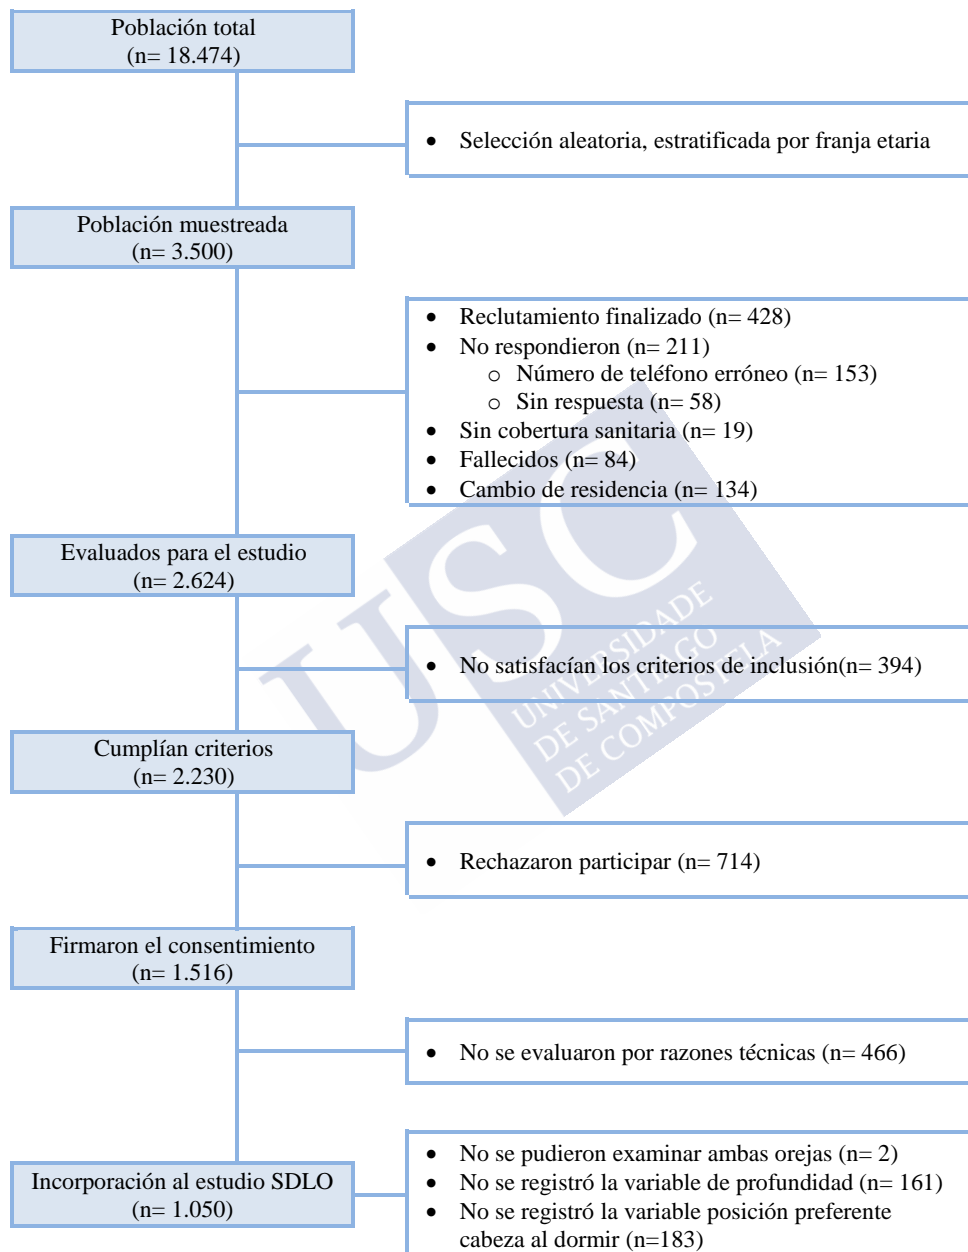 Población total
(n= 18.474)
• Selección aleatoria, estratificada por franja etaria
Población muestreada
(n= 3.500)
• Reclutamiento finalizado (n= 428)
• No respondieron (n= 211)
o Número de teléfono erróneo (n= 153)
o Sin respuesta (n= 58)
• Sin cobertura sanitaria (n= 19)
• Fallecidos (n= 84)
• Cambio de residencia (n= 134)
Evaluados para el estudio
(n= 2.624)
• No satisfacían los criterios de inclusión(n= 394)
Cumplían criterios
(n= 2.230)
• Rechazaron participar (n= 714)
Firmaron el consentimiento
(n= 1.516)
• No se evaluaron por razones técnicas (n= 466)
Incorporación al estudio SDLO
(n= 1.050)
• No se pudieron examinar ambas orejas (n= 2)
• No se registró la variable de profundidad (n= 161)
• No se registró la variable posición preferente
cabeza al dormir (n=183)
USC
UNIVERSIDADE
DE SANTIAGO
DE COMPOSTELA